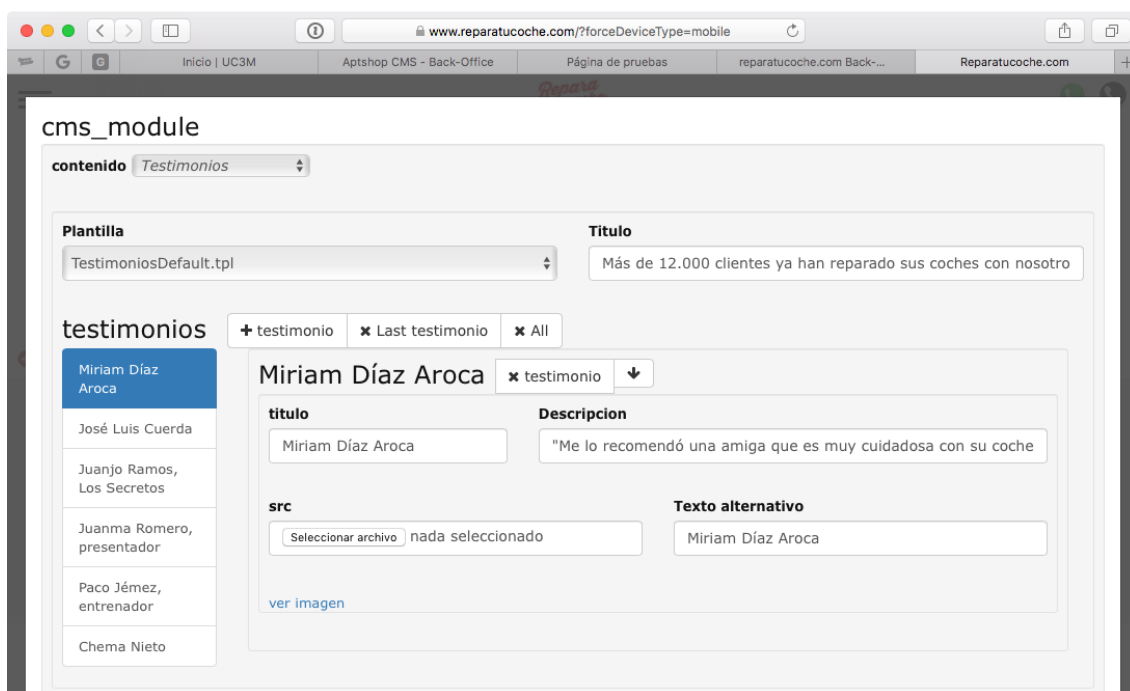 www.reparatucoche.com/?forceDeviceType=mobile
G G Inicio | UC3M Aptshop CMS - Back-Office Página de pruebas reparatucoche.com Back-... Reparatucoche.com +
Repara
cms_module
contenido Testimonios
Plantilla Titulo
TestimoniosDefault.tpl Más de 12.000 clientes ya han reparado sus coches con nosotro
testimonios + testimonio × Last testimonio × All
Miriam Díaz
Aroca
Miriam Díaz Aroca × testimonio
titulo Descripcion
José Luis Cuerda
Miriam Díaz Aroca "Me lo recomendó una amiga que es muy cuidadosa con su coche
Juanjo Ramos,
Los Secretos
src Texto alternativo
Juanma Romero,
presentador
Seleccionar archivo nada seleccionado Miriam Díaz Aroca
Paco Jémez,
entrenador
ver imagen
Chema Nieto